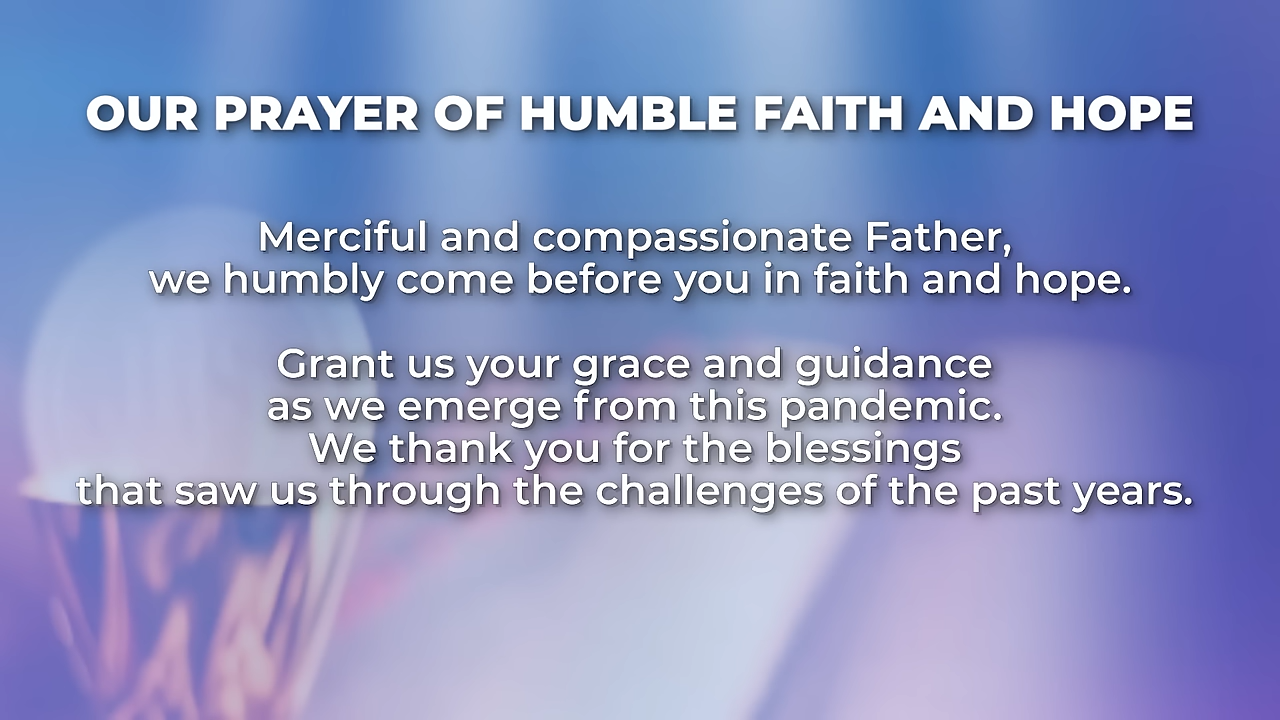 OUR PRAYER OF HUMBLE FAITH AND HOPE
Merciful and compassionate Father,
we humbly come before you in faith and hope.
Grant us your grace and guidance
as we emerge from this pandemic.
We thank you for the blessings
that saw us through the challenges of the past years.